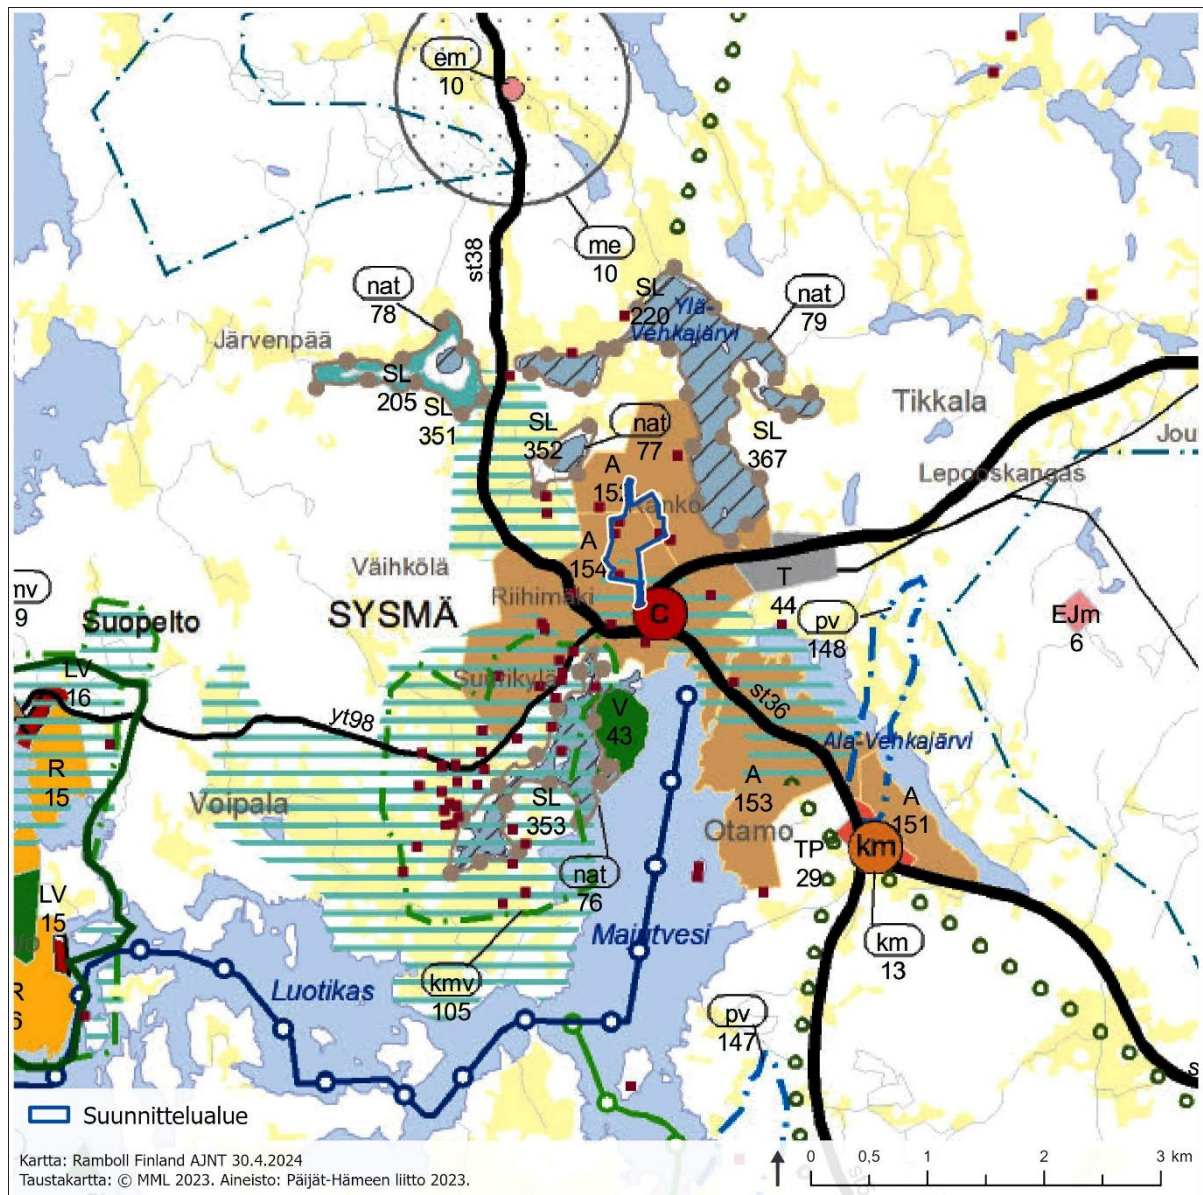 em
10
st38
me
10
nat
78
SL
220
Ylä-
Vehkajärvi
nat
79
Järvenpää
SL
205
SL
351
SL
352
nat
77
SL
367
Tikkala
Jou
Lepooskangas
A
152
A
154
Väihkölä
Riihimäki
SYSMÄ
C
T
44
pv
148
EJm
6
mv
9
Suopelto
LV
16
yt98
Suurikylä
V
43
st36
Ala-Vehkajärvi
R
15
Voipala
SL
353
A
153
Otamo
A
151
TP
29
km
nat
76
LV
15
Majutvesi
km
13
Luotikas
kmv
105
R
6
pv
147
s
Suunnittelualue
Kartta: Ramboll Finland AJNT 30.4.2024
Taustakartta: © MML 2023. Aineisto: Päijät-Hämeen liitto 2023.
0 0,5 1 2 3 km